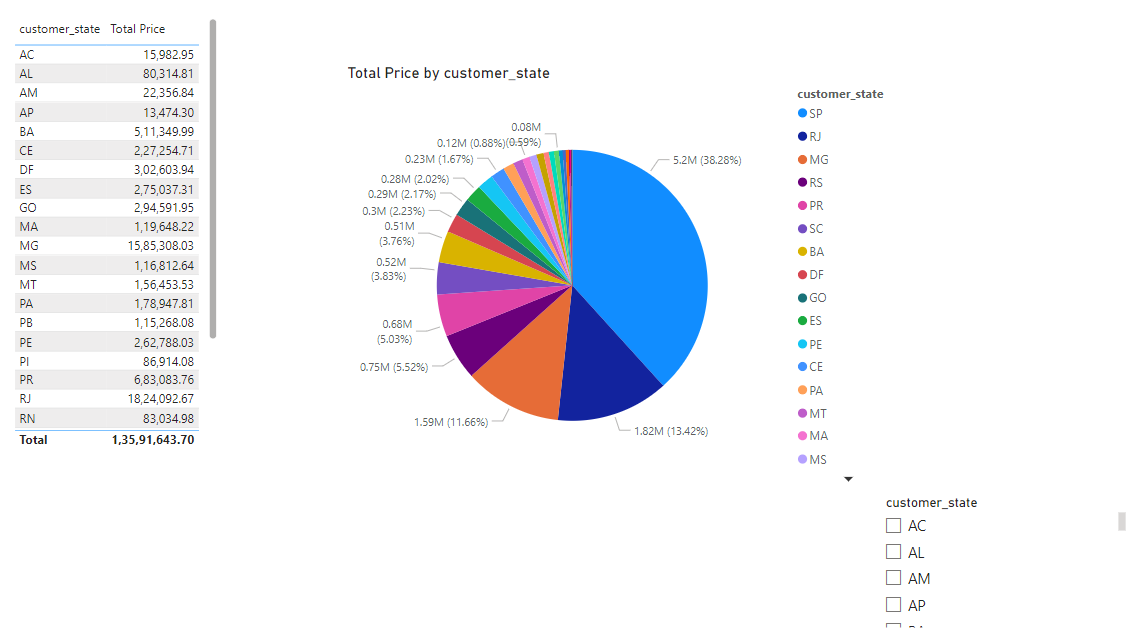 customer_state Total Price
AC 15,982.95
AL 80,314.81
AM 22,356.84
AP 13,474.30
BA 5,11,349.99
CE 2,27,254.71
DF 3,02,603.94
ES 2,75,037.31
GO 2,94,591.95
MA 1,19,648.22
MG 15,85,308.03
MS 1,16,812.64
MT 1,56,453.53
PA 1,78,947.81
PB 1,15,268.08
PE 2,62,788.03
PI 86,914.08
PR 6,83,083.76
RJ 18,24,092.67
RN 83,034.98
Total 1,35,91,643.70
Total Price by customer_state
0.08M
(0.59%)
0.12M (0.88%)
0.23M (1.67%)
0.28M (2.02%)
0.29M (2.17%)
0.3M (2.23%)
0.51M
(3.76%)
0.52M
(3.83%)
0.68M
(5.03%)
0.75M (5.52%)
1.59M (11.66%)
1.82M (13.42%)
5.2M (38.28%)
customer_state
SP
RJ
MG
RS
PR
SC
BA
DF
GO
ES
PE
CE
PA
MT
MA
MS
customer_state
AC
AL
AM
AP